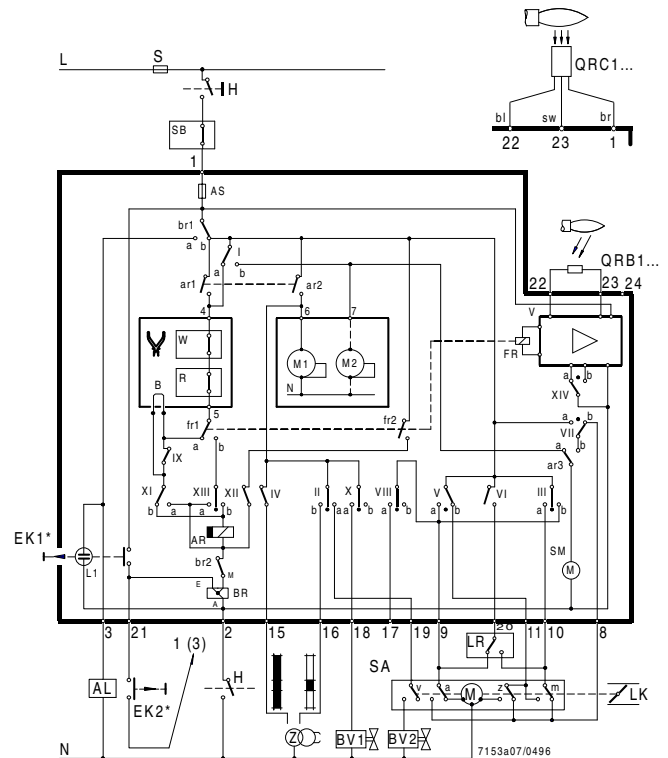 L
S
H
SB
1
QRC1...
bl
sw
br
22
23
1
AS
br1
a
b
I
a
b
ar1
ar2
22
23
24
QRB1...
V
FR
4
W
R
5
6
7
M1
M2
N
B
fr1
a
b
fr2
a
b
XIV
a
b
VII
a
b
ar3
IX
XI
b
a
XIII
a
b
XII
IV
II
b
a
X
a
b
VIII
a
b
V
a
b
VI
III
a
b
AR
br2
M
E
A
BR
SM
M
EK1*
L1
3
21
2
15
16
18
17
19
9
20
11
10
8
1 (3)
AL
EK2*
H
Z
LR
SA
v
a
M
z
m
LK
BV1
BV2
N
7153a07/0496